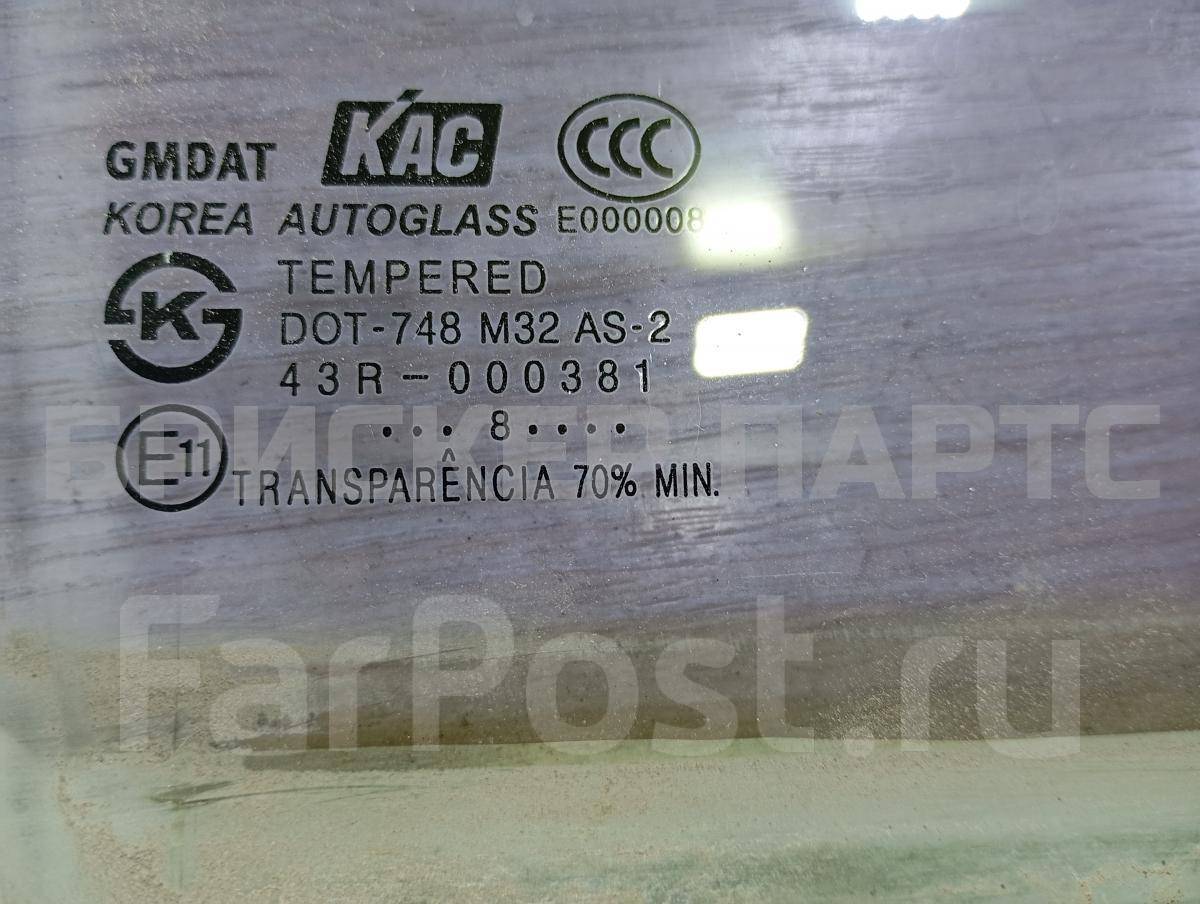 GMDAT KAC CCC
KOREA AUTOGLASS E000008
K TEMPERED
DOT-748 M32 AS-2
43R-000381
...8....
E11 TRANSPARÊNCIA 70% MIN.
БРИСКЕР ПАРТС
FarPost.ru